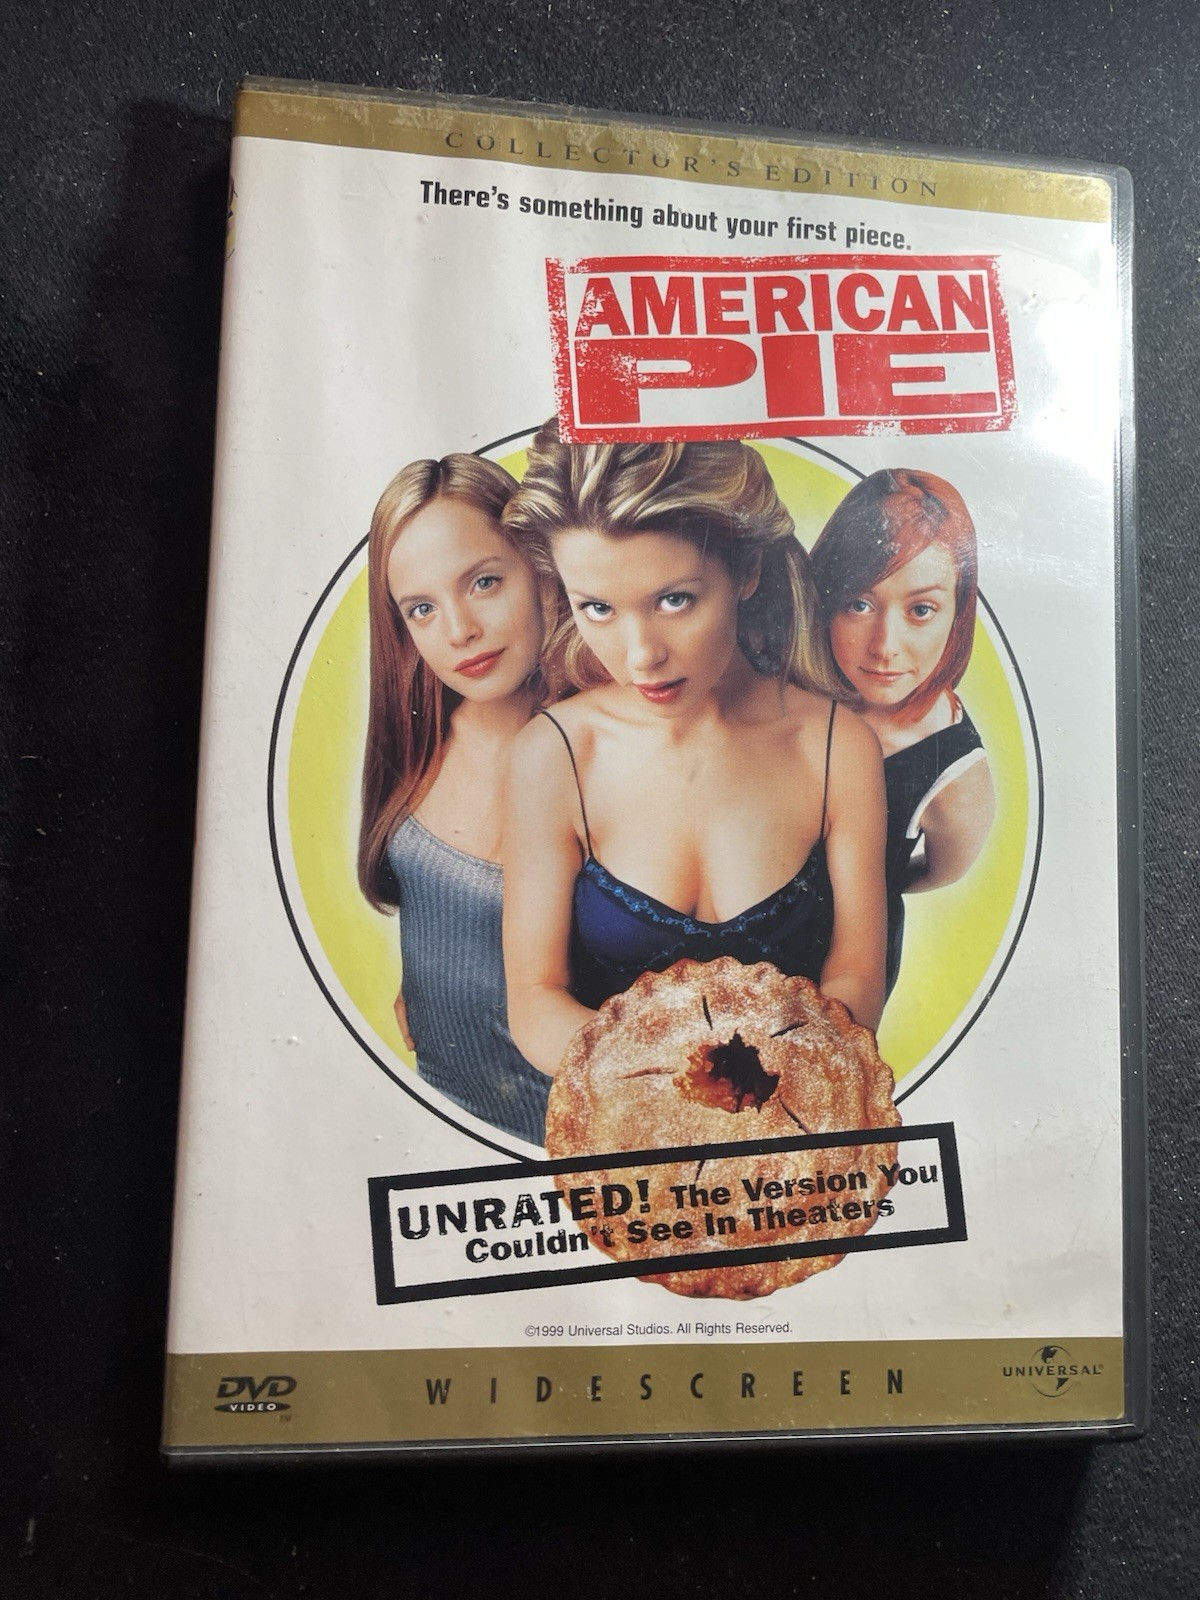 COLLECTOR'S EDITION
There's something about your first piece.
AMERICAN
PIE
UNRATED! The Version You
Couldn't See In Theaters
©1999 Universal Studios. All Rights Reserved.
DVD
VIDEO
TM
WIDESCREEN
UNIVERSAL®